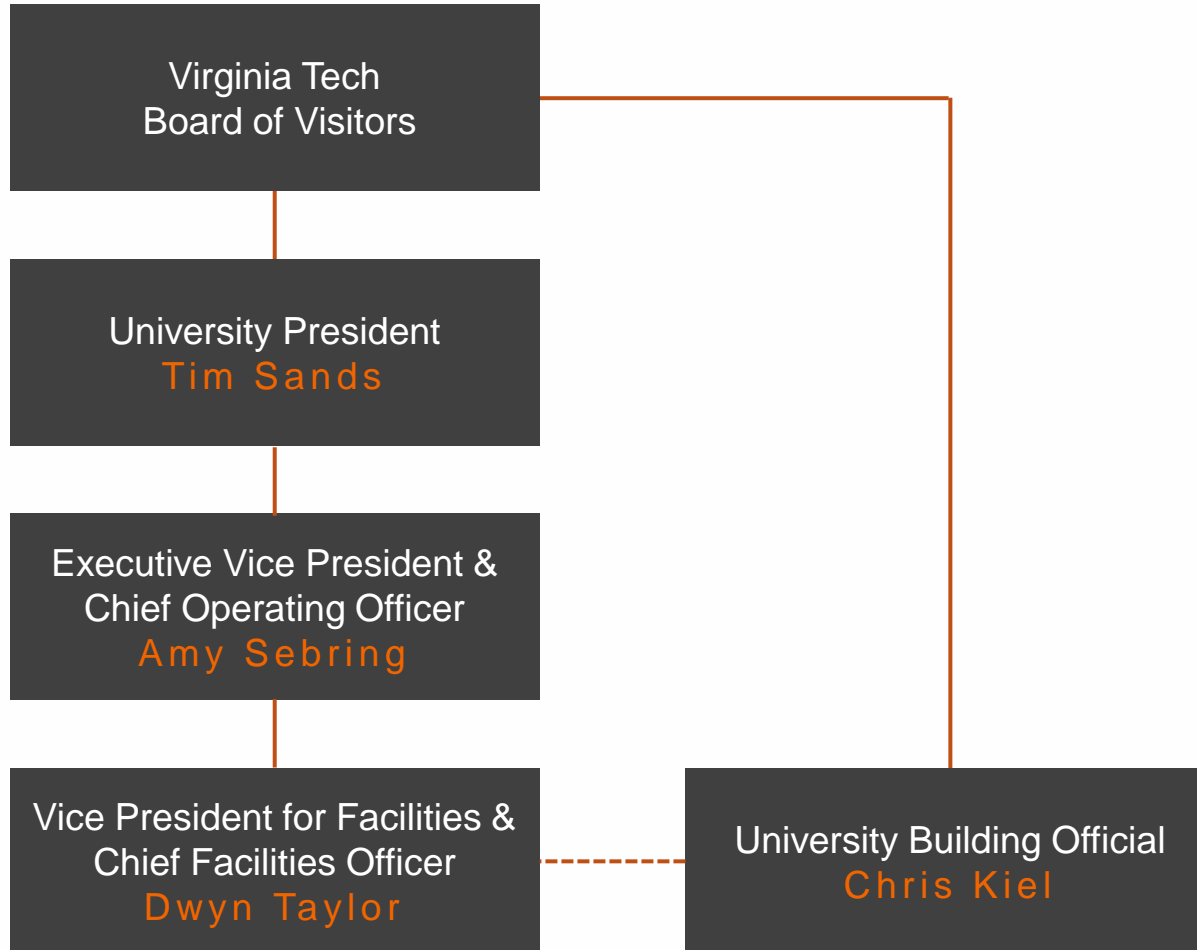 Virginia Tech
Board of Visitors
University President
Tim Sands
Executive Vice President &
Chief Operating Officer
Amy Sebring
Vice President for Facilities &
Chief Facilities Officer
Dwyn Taylor
University Building Official
Chris Kiel